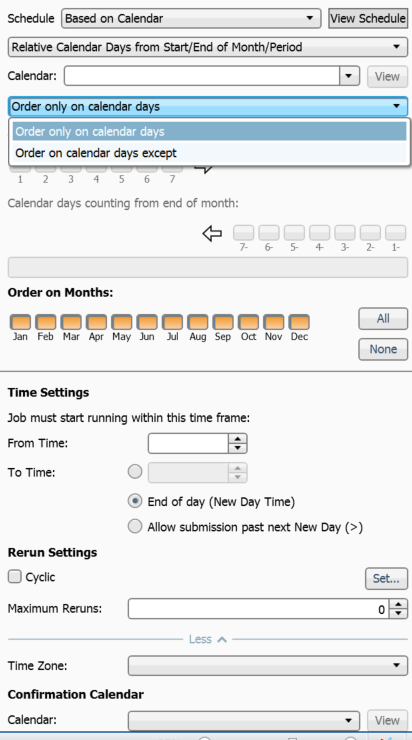 Schedule Based on Calendar View Schedule
Relative Calendar Days from Start/End of Month/Period
Calendar: View
Order only on calendar days
Order only on calendar days
Order on calendar days except
1 2 3 4 5 6 7
Calendar days counting from end of month:
7- 6- 5- 4- 3- 2- 1-
Order on Months:
All
Jan Feb Mar Apr May Jun Jul Aug Sep Oct Nov Dec
None
Time Settings
Job must start running within this time frame:
From Time:
To Time:
End of day (New Day Time)
Allow submission past next New Day (>)
Rerun Settings
Cyclic Set...
Maximum Reruns: 0
Less
Time Zone:
Confirmation Calendar
Calendar: View